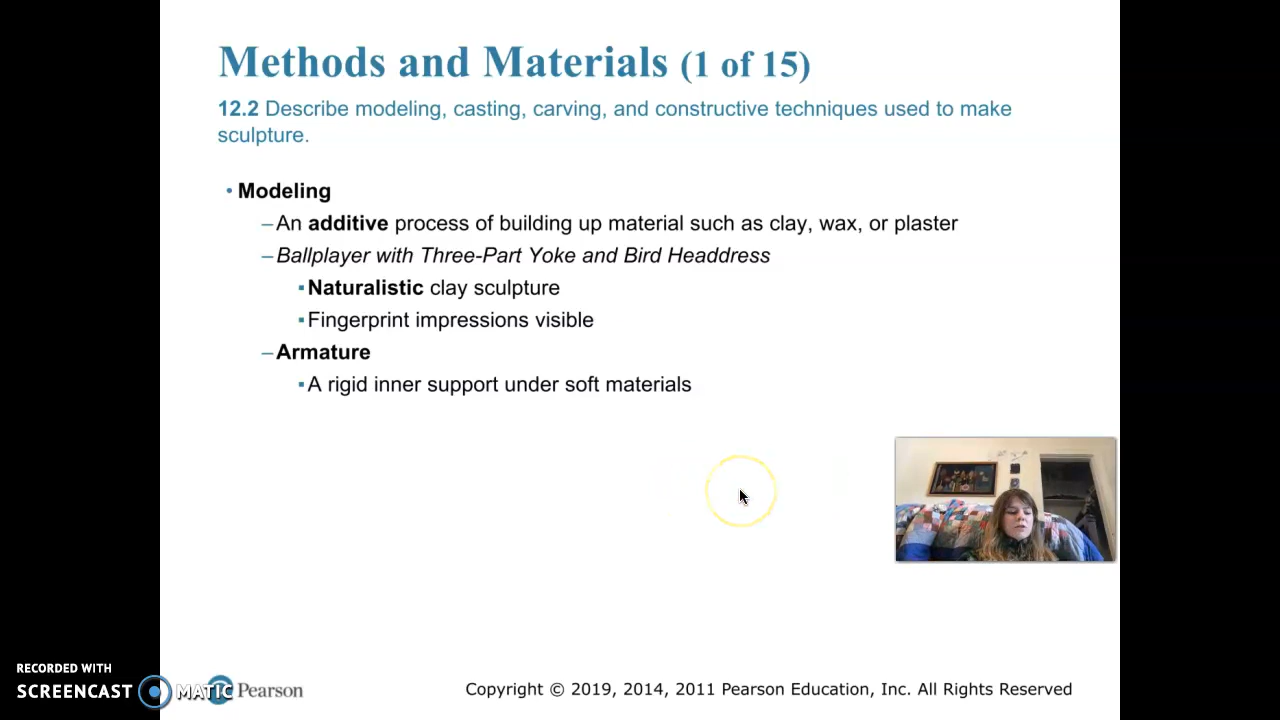 Methods and Materials (1 of 15)
12.2 Describe modeling, casting, carving, and constructive techniques used to make
sculpture.
• Modeling
–An additive process of building up material such as clay, wax, or plaster
–Ballplayer with Three-Part Yoke and Bird Headdress
▪Naturalistic clay sculpture
▪Fingerprint impressions visible
–Armature
▪A rigid inner support under soft materials
RECORDED WITH
SCREENCAST MATIC
Pearson
Copyright © 2019, 2014, 2011 Pearson Education, Inc. All Rights Reserved